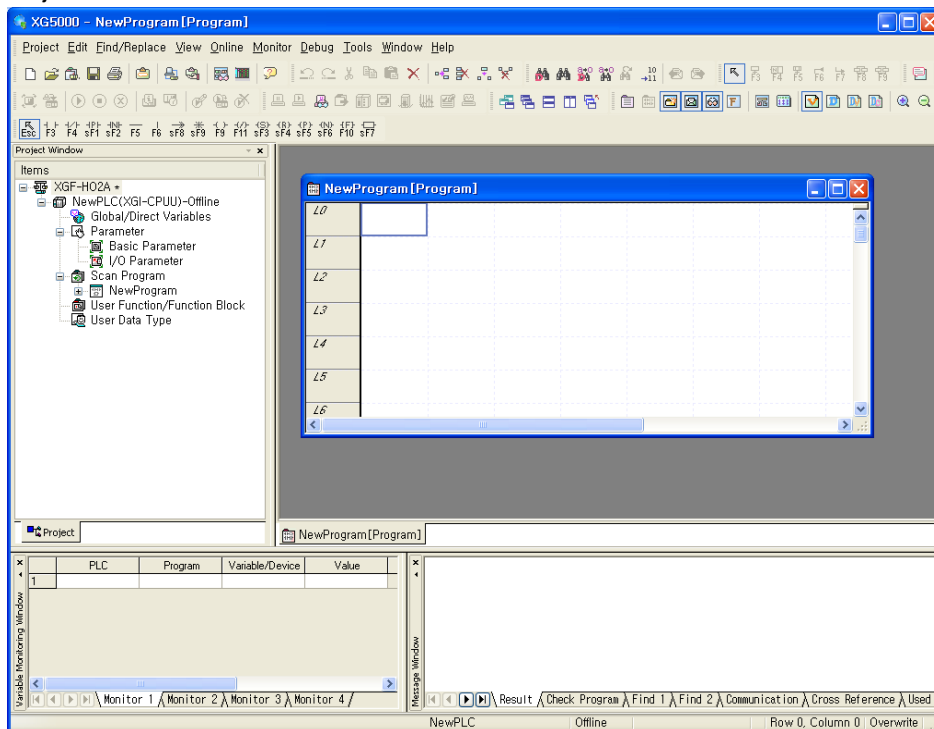 XG5000 - NewProgram [Program]
Project Edit Find/Replace View Online Monitor Debug Tools Window Help
Esc F3 F4 sF1 sF2 F5 F6 sF8 sF9 F9 F11 sF3 sF4 sF5 sF6 F10 sF7
Project Window
Items
XGF-HO2A *
NewPLC(XGI-CPUU)-Offline
Global/Direct Variables
Parameter
Basic Parameter
I/O Parameter
Scan Program
NewProgram
User Function/Function Block
User Data Type
Project
NewProgram [Program]
L0
L1
L2
L3
L4
L5
L6
NewProgram [Program]
Variable Monitoring Window
PLC Program Variable/Device Value
1
Monitor 1 Monitor 2 Monitor 3 Monitor 4
Message Window
Result Check Program Find 1 Find 2 Communication Cross Reference Used
NewPLC Offline Row 0, Column 0 Overwrite